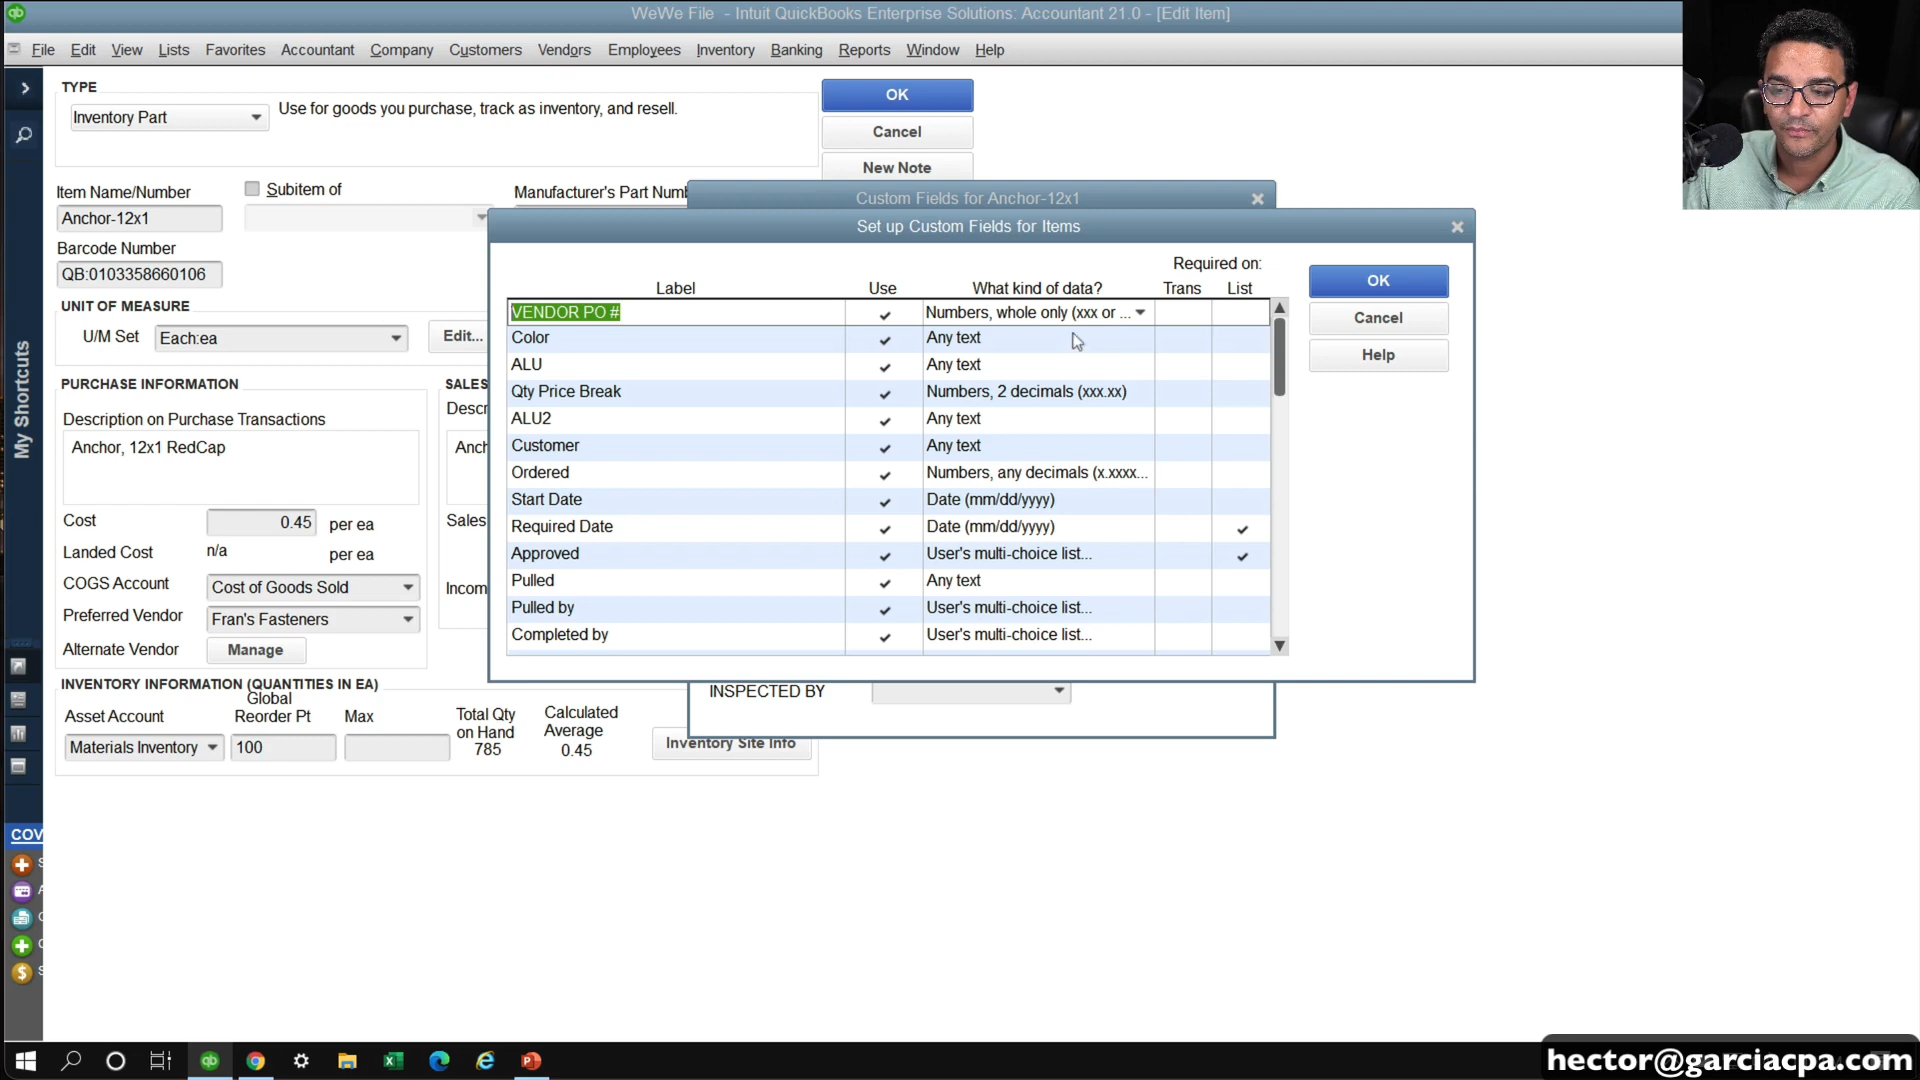 WeWe File - Intuit QuickBooks Enterprise Solutions: Accountant 21.0 - [Edit Item]
File Edit View Lists Favorites Accountant Company Customers Vendors Employees Inventory Banking Reports Window Help
My Shortcuts
TYPE
Inventory Part
Use for goods you purchase, track as inventory, and resell.
OK
Cancel
New Note
Item Name/Number
Subitem of
Manufacturer's Part Numb
Anchor-12x1
Barcode Number
QB:0103358660106
UNIT OF MEASURE
U/M Set
Each:ea
Edit...
PURCHASE INFORMATION
Description on Purchase Transactions
Anchor, 12x1 RedCap
Cost
0.45
per ea
Landed Cost
n/a
per ea
COGS Account
Cost of Goods Sold
Preferred Vendor
Fran's Fasteners
Alternate Vendor
Manage
SALES
Descr
Anch
Sales
Incom
INVENTORY INFORMATION (QUANTITIES IN EA)
Asset Account
Materials Inventory
Global
Reorder Pt
100
Max
Total Qty
on Hand
785
Calculated
Average
0.45
Inventory Site Info
Custom Fields for Anchor-12x1
INSPECTED BY
Set up Custom Fields for Items
Required on:
Label Use What kind of data? Trans List
VENDOR PO # Numbers, whole only (xxx or ...
Color Any text
ALU Any text
Qty Price Break Numbers, 2 decimals (xxx.xx)
ALU2 Any text
Customer Any text
Ordered Numbers, any decimals (x.xxxx...
Start Date Date (mm/dd/yyyy)
Required Date Date (mm/dd/yyyy)
Approved User's multi-choice list...
Pulled Any text
Pulled by User's multi-choice list...
Completed by User's multi-choice list...
OK
Cancel
Help
COV
S
A
C
C
S
hector@garciacpa.com